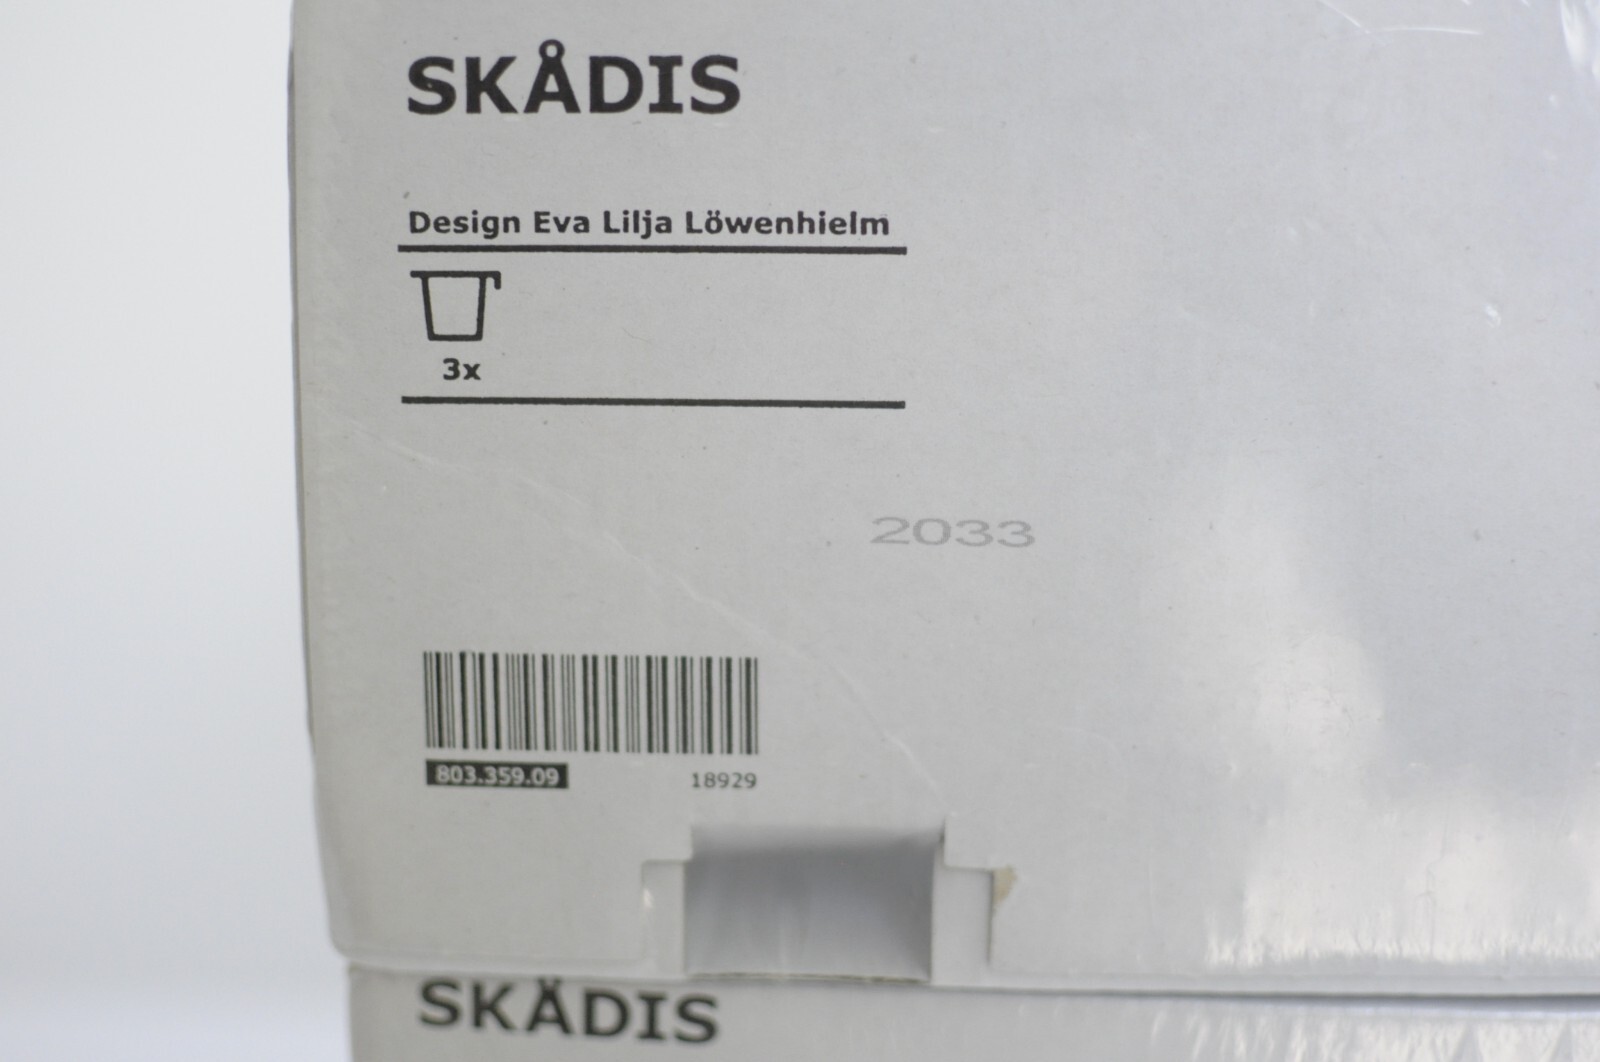 SKÅDIS
Design Eva Lilja Löwenhielm
3x
2033
803.359.09 18929
SKÅDIS